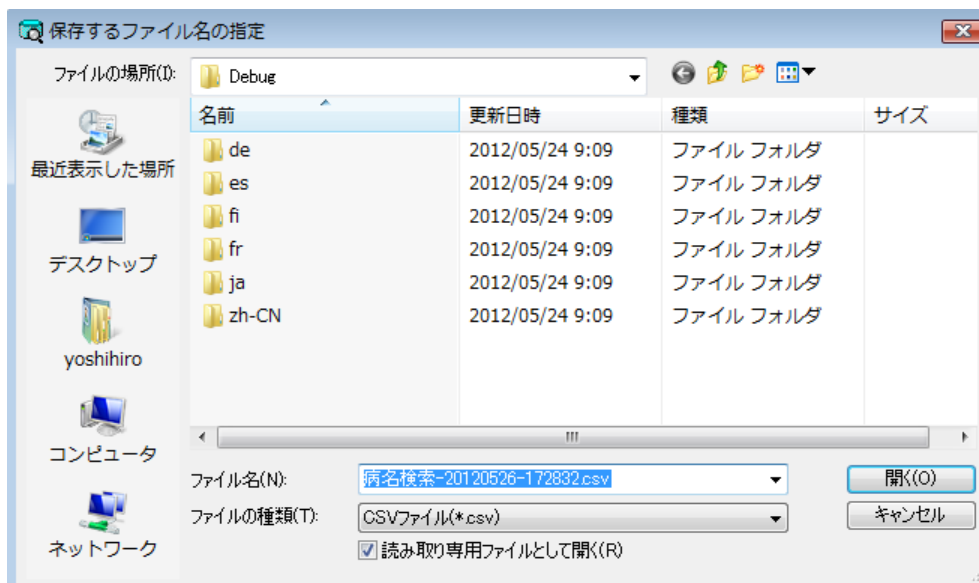 保存するファイル名の指定
ファイルの場所(I):
Debug
最近表示した場所
デスクトップ
yoshihiro
コンピュータ
ネットワーク
名前 更新日時 種類 サイズ
de 2012/05/24 9:09 ファイル フォルダ
es 2012/05/24 9:09 ファイル フォルダ
fi 2012/05/24 9:09 ファイル フォルダ
fr 2012/05/24 9:09 ファイル フォルダ
ja 2012/05/24 9:09 ファイル フォルダ
zh-CN 2012/05/24 9:09 ファイル フォルダ
ファイル名(N): 病名検索-20120526-172832.csv 開く(O)
ファイルの種類(T): CSVファイル(*.csv) キャンセル
読み取り専用ファイルとして開く(R)